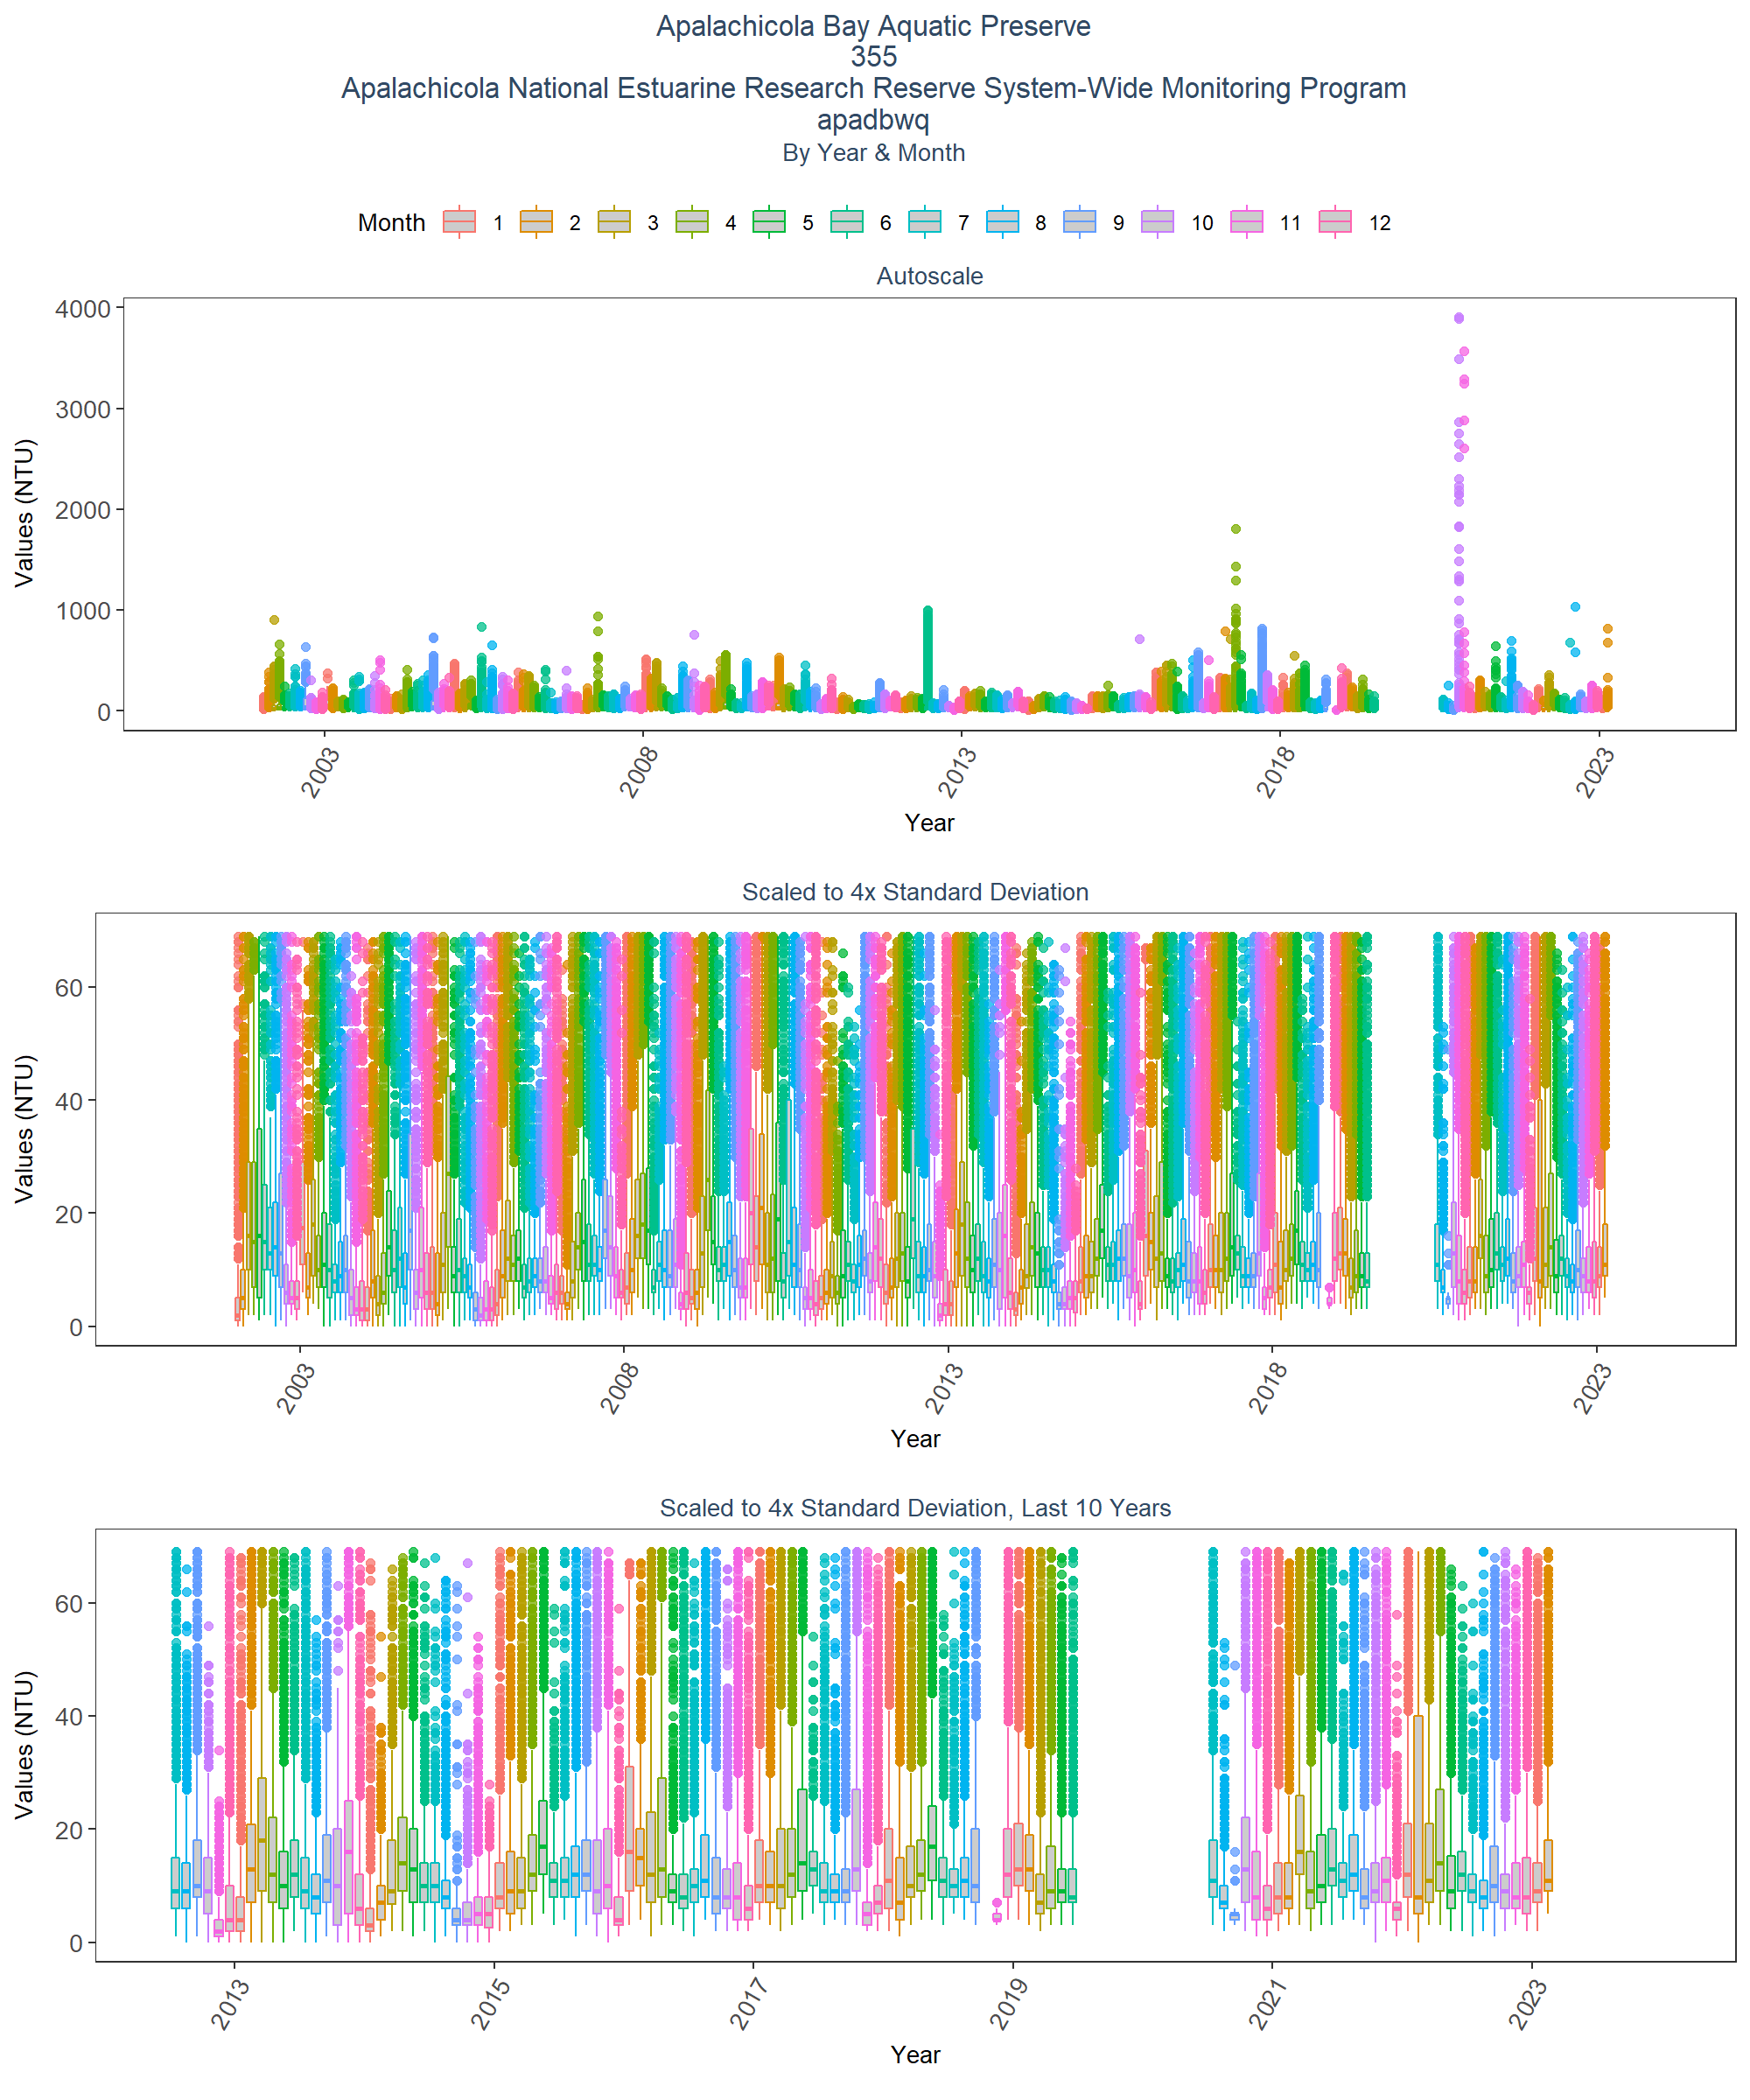 Apalachicola Bay Aquatic Preserve
355
Apalachicola National Estuarine Research Reserve System-Wide Monitoring Program
apadbwq
By Year & Month
Month 1 2 3 4 5 6 7 8 9 10 11 12
Autoscale
4000
3000
2000
1000
0
Values (NTU)
2003 2008 2013 2018 2023
Year
Scaled to 4x Standard Deviation
60
40
20
0
Values (NTU)
2003 2008 2013 2018 2023
Year
Scaled to 4x Standard Deviation, Last 10 Years
60
40
20
0
Values (NTU)
2013 2015 2017 2019 2021 2023
Year